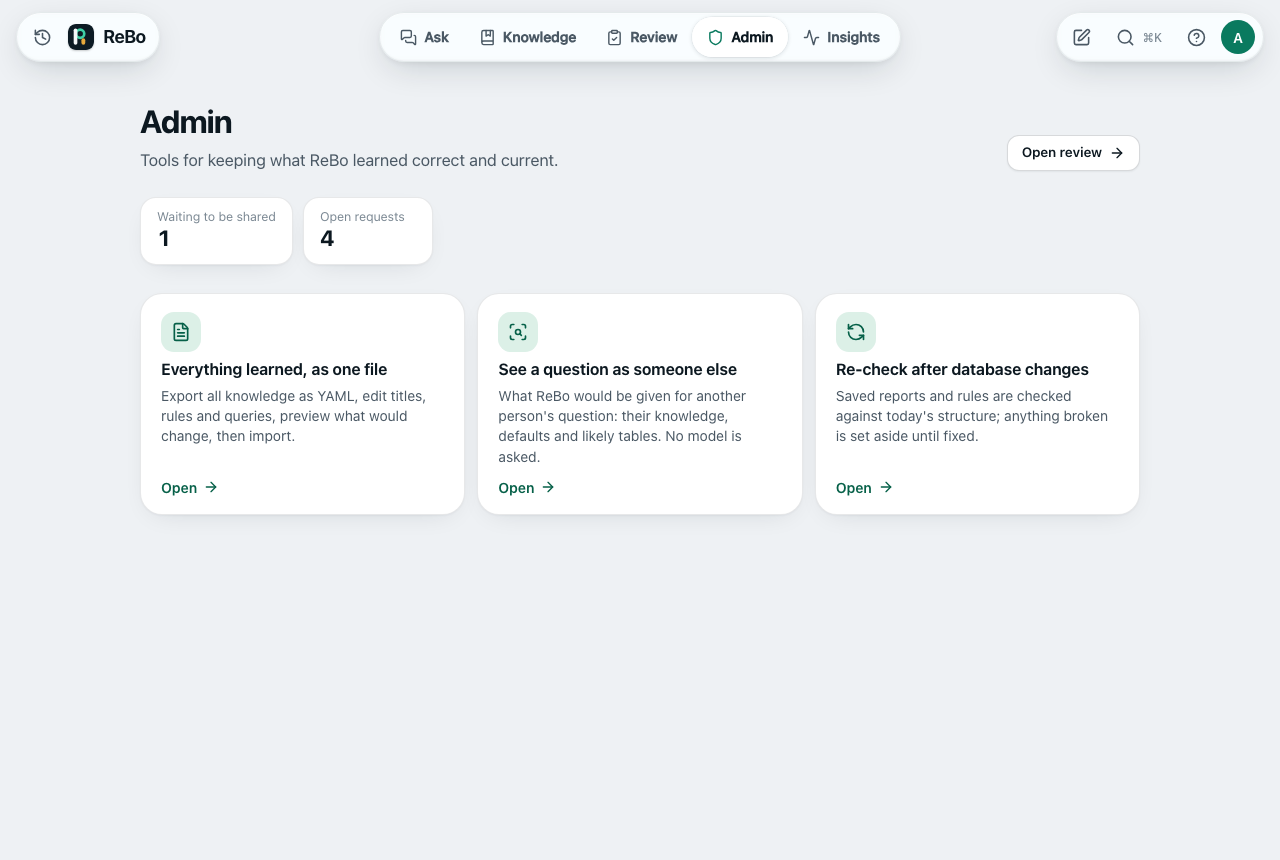 ReBo
Ask
Knowledge
Review
Admin
Insights
⌘K
A
Admin
Tools for keeping what ReBo learned correct and current.
Open review
Waiting to be shared
1
Open requests
4
Everything learned, as one file
Export all knowledge as YAML, edit titles,
rules and queries, preview what would
change, then import.
Open
See a question as someone else
What ReBo would be given for another
person's question: their knowledge,
defaults and likely tables. No model is
asked.
Open
Re-check after database changes
Saved reports and rules are checked
against today's structure; anything broken
is set aside until fixed.
Open